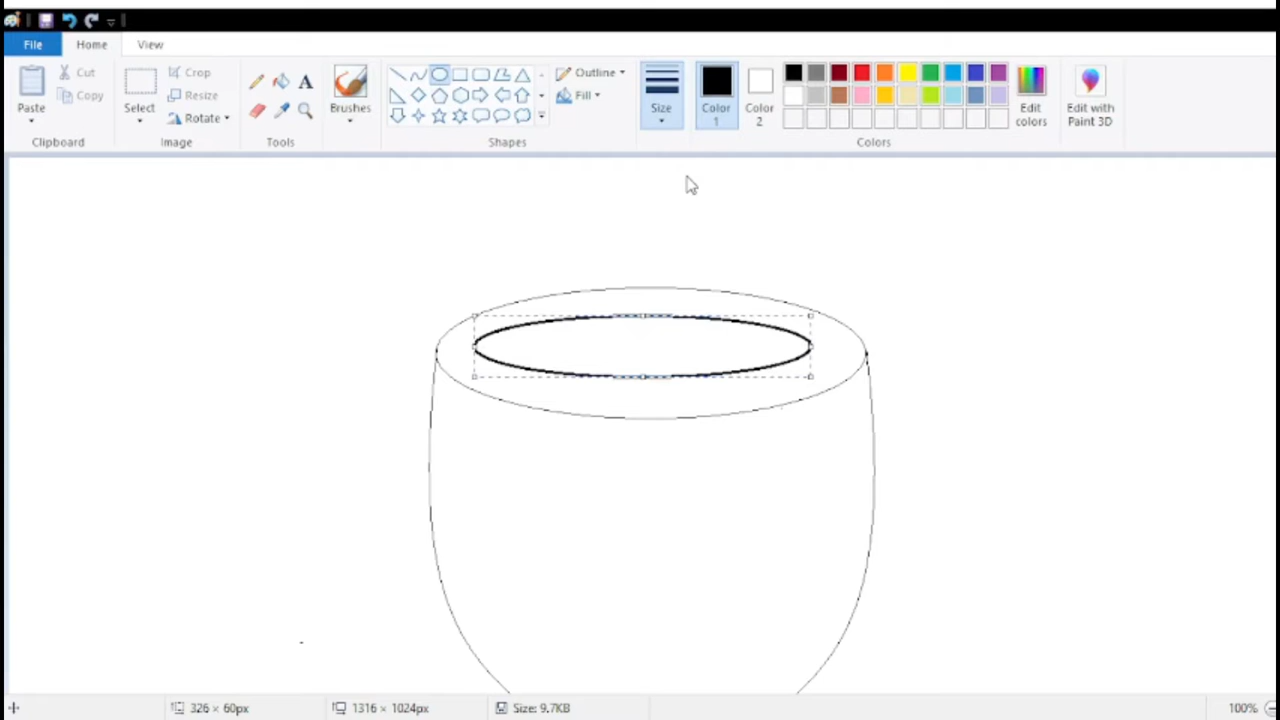 File Home View
Paste
Cut
Copy
Clipboard
Select
Crop
Resize
Rotate
Image
A
Tools
Brushes
Shapes
Outline
Fill
Size
Color
1
Color
2
Colors
Edit
colors
Edit with
Paint 3D
326 × 60px 1316 × 1024px Size: 9.7KB 100%